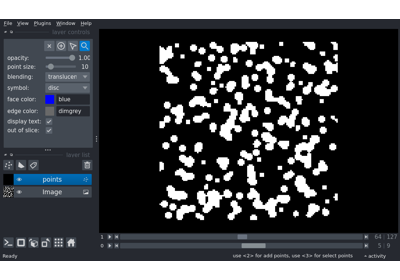 File View Plugins Window Help
layer controls
opacity: 1.00
point size: 10
blending: translucen
symbol: disc
face color: blue
edge color: dimgrey
display text:
out of slice:
layer list
points
Image
1 64 127
0 5 9
Ready use <2> for add points, use <3> for select points activity